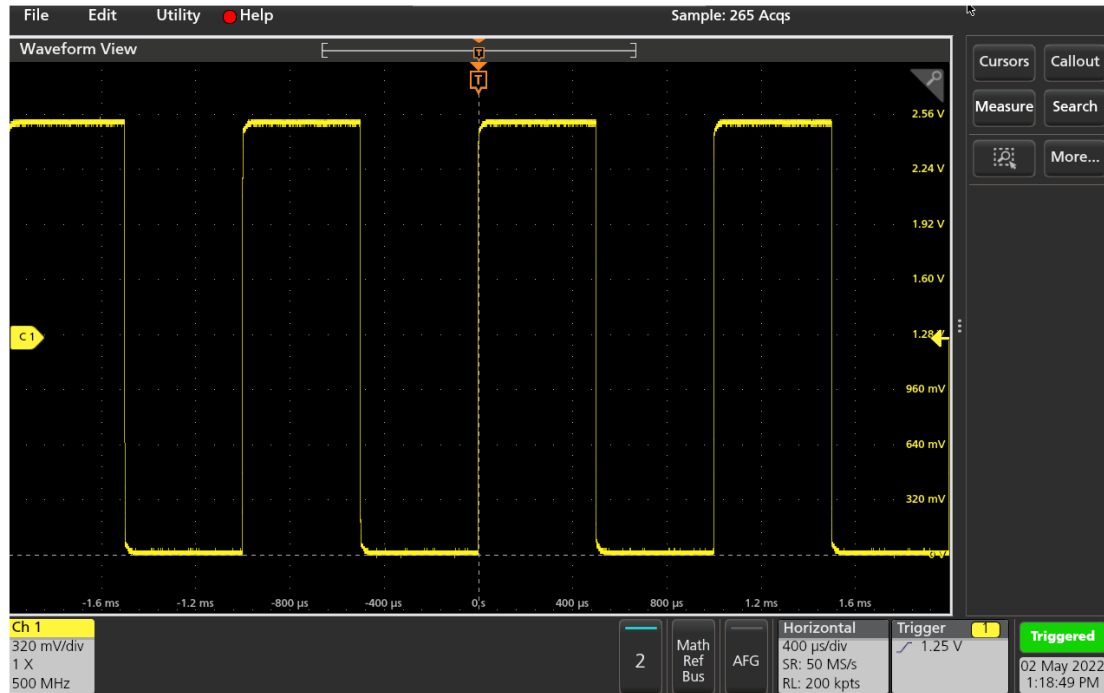 File Edit Utility Help Sample: 265 Acqs
Waveform View
T
T
Cursors Callout
Measure Search
More...
2.56 V
2.24 V
1.92 V
1.60 V
C 1
1.28 V
960 mV
640 mV
320 mV
0 V
-1.6 ms -1.2 ms -800 µs -400 µs 0 s 400 µs 800 µs 1.2 ms 1.6 ms
Ch 1
320 mV/div
1 X
500 MHz
2
Math
Ref
Bus
AFG
Horizontal
400 µs/div
SR: 50 MS/s
RL: 200 kpts
Trigger 1
1.25 V
Triggered
02 May 2022
1:18:49 PM